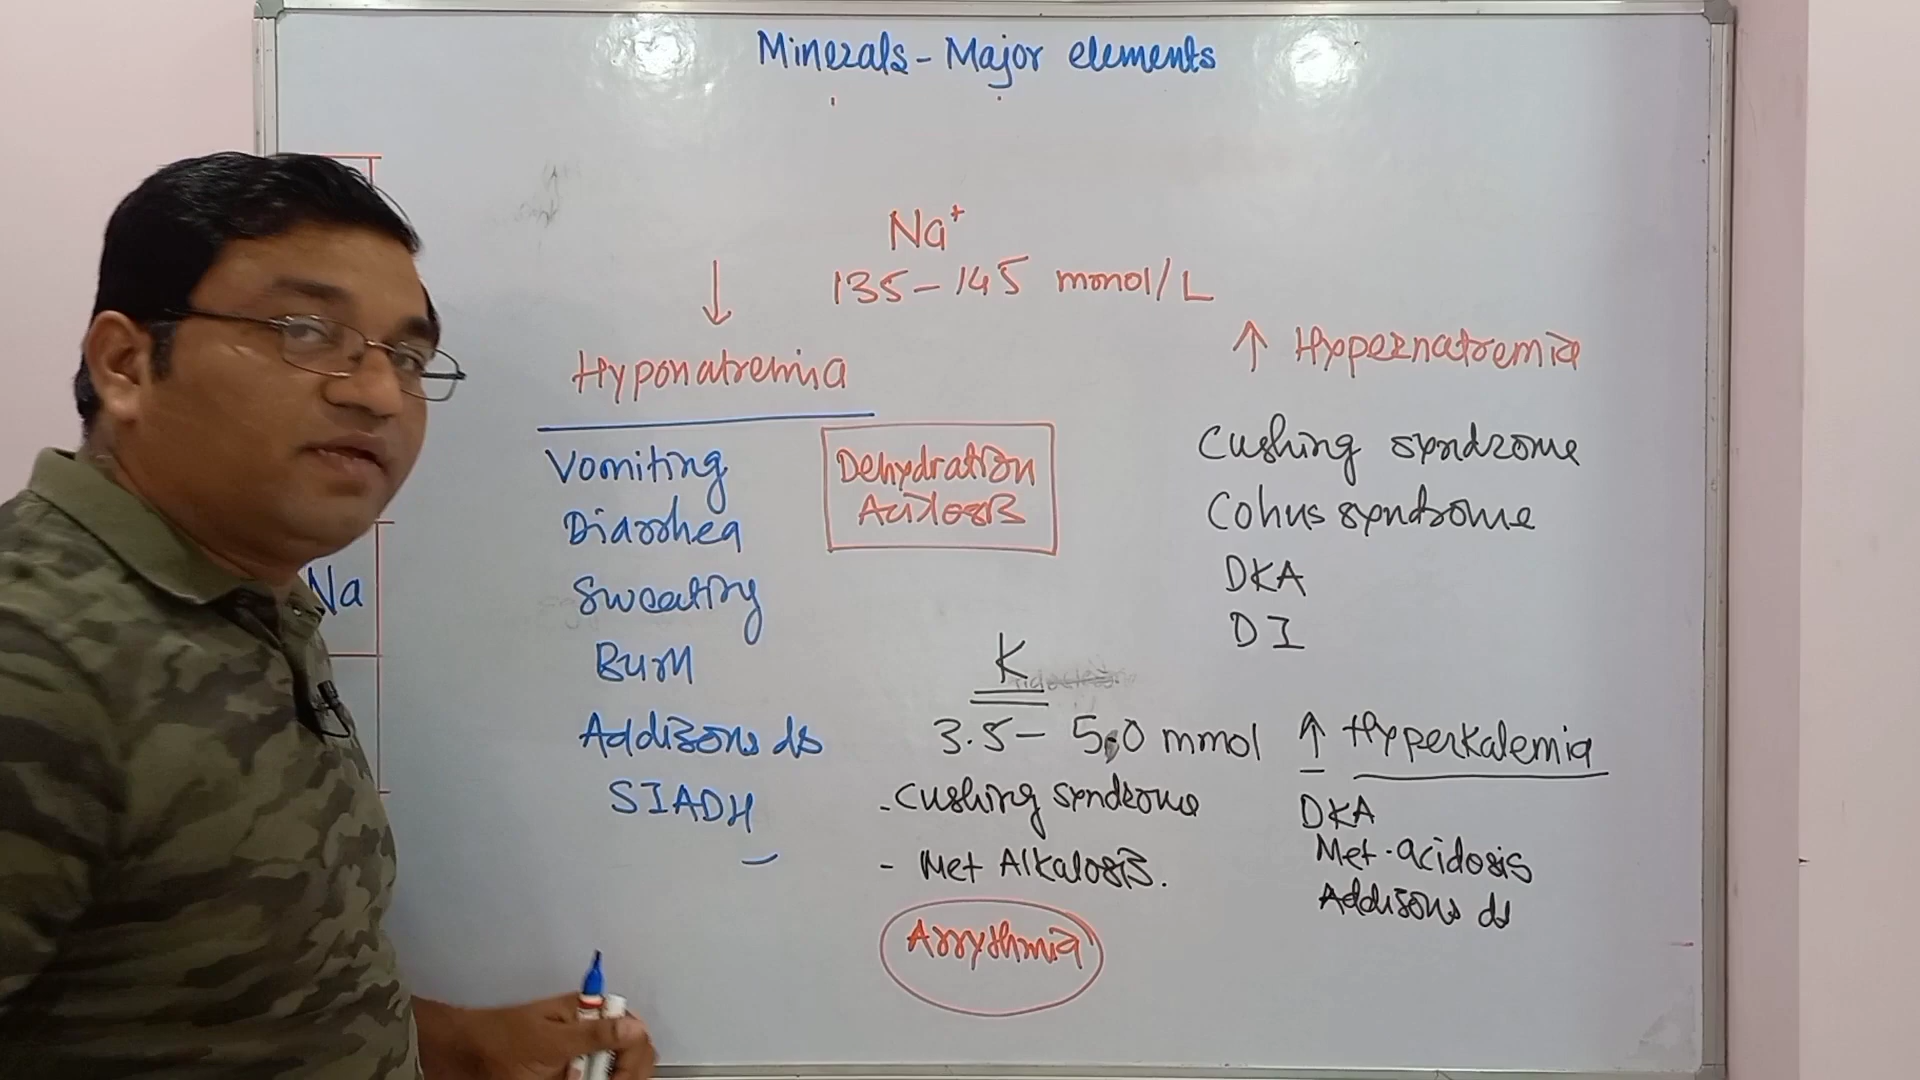 Minerals - Major elements
Na+
135-145 mmol/L
↓
Hyponatremia
↑ Hypernatremia
Vomiting
Diarrhea
Sweating
Burn
Addisons ds
SIADH
Dehydration
Acidosis
Cushing syndrome
Cohns syndrome
DKA
DI
Na
K
3.5-5.0 mmol
- Cushing syndrome
- Met Alkalosis.
Arrythmia
↑ Hyperkalemia
DKA
Met. acidosis
Addisons ds